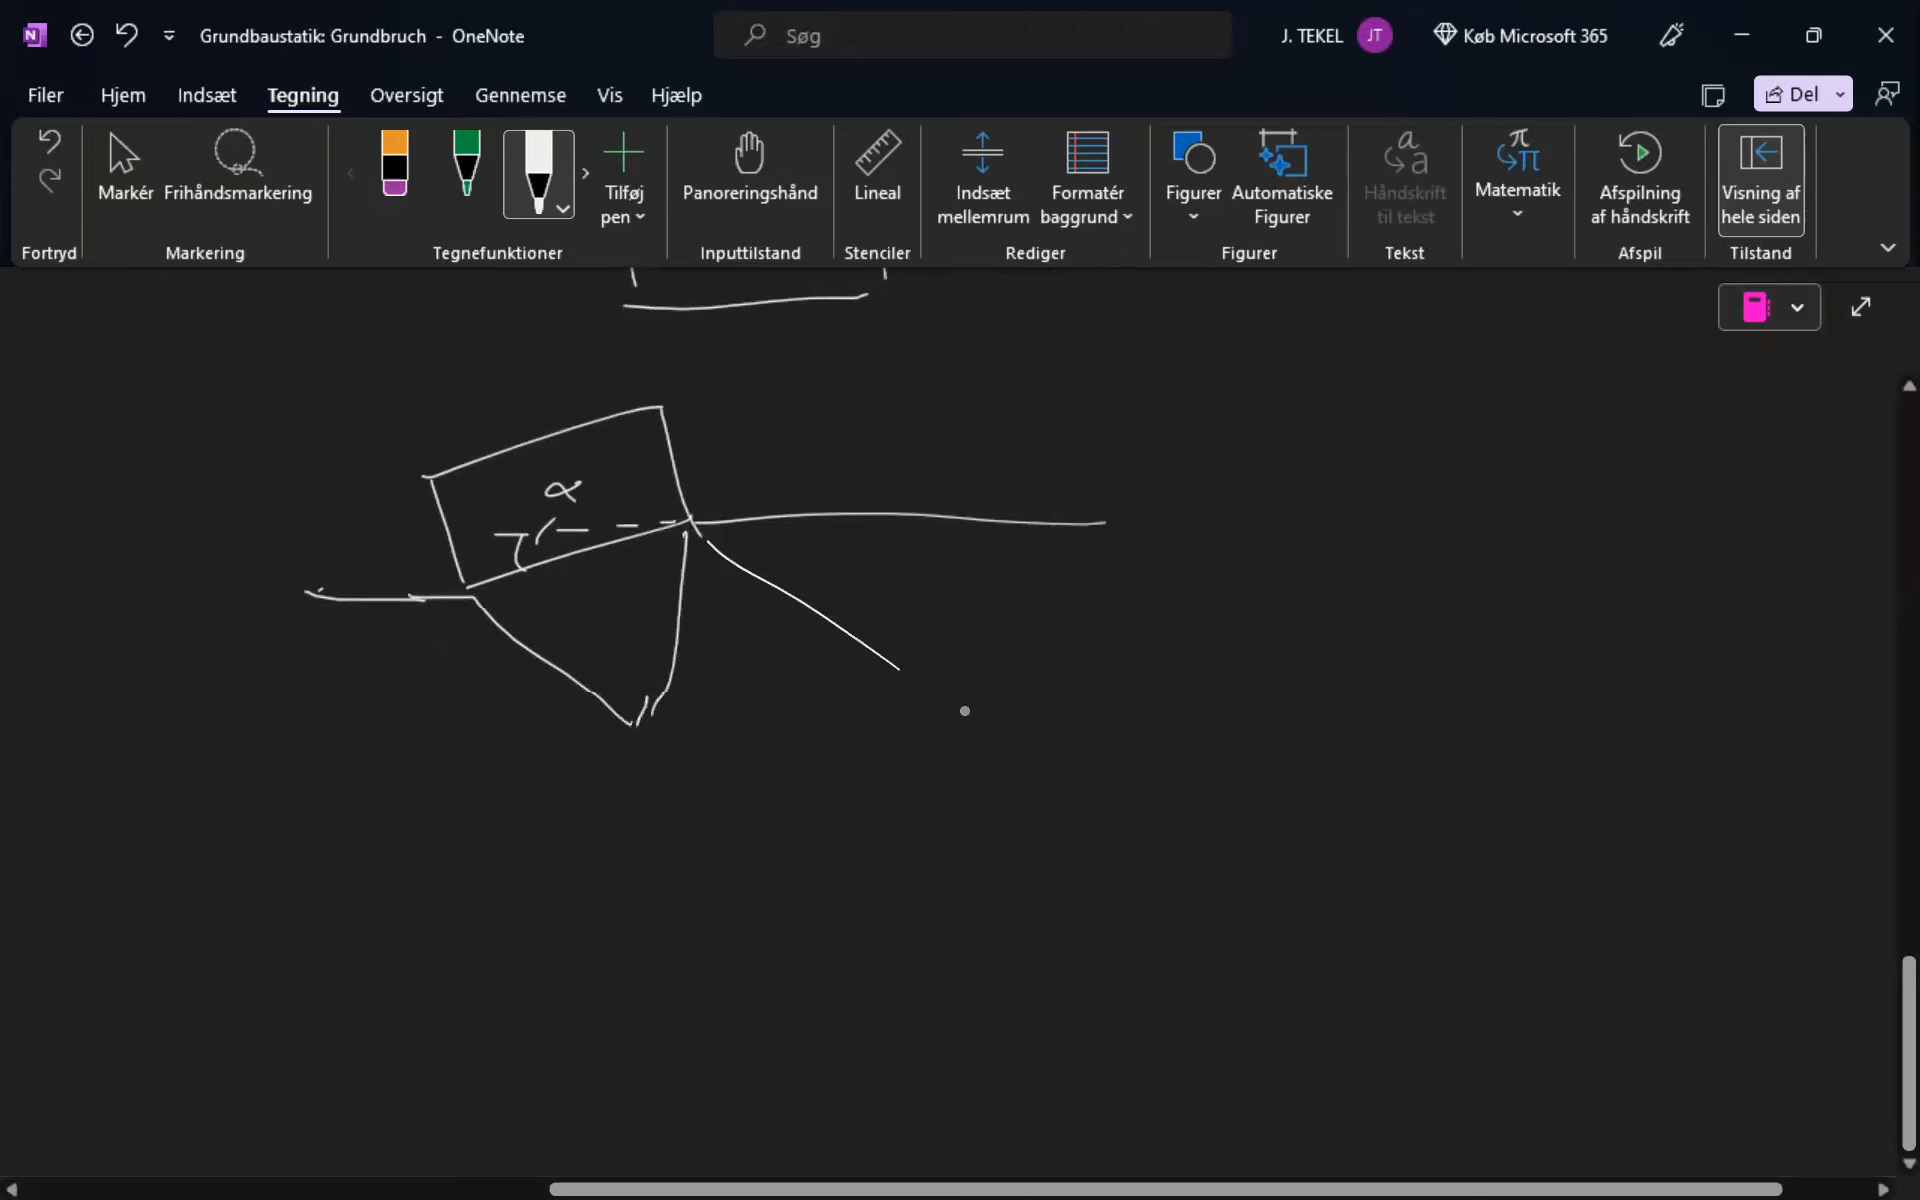 Grundbaustatik: Grundbruch - OneNote
Søg
J. TEKEL
JT
Køb Microsoft 365
Filer
Hjem
Indsæt
Tegning
Oversigt
Gennemse
Vis
Hjælp
Del
Markér
Frihåndsmarkering
Tilføj
pen
Panoreringshånd
Lineal
Indsæt
mellemrum
Formatér
baggrund
Figurer
Automatiske
Figurer
Håndskrift
til tekst
Matematik
Afspilning
af håndskrift
Visning af
hele siden
Fortryd
Markering
Tegnefunktioner
Inputtilstand
Stenciler
Rediger
Figurer
Tekst
Afspil
Tilstand
α